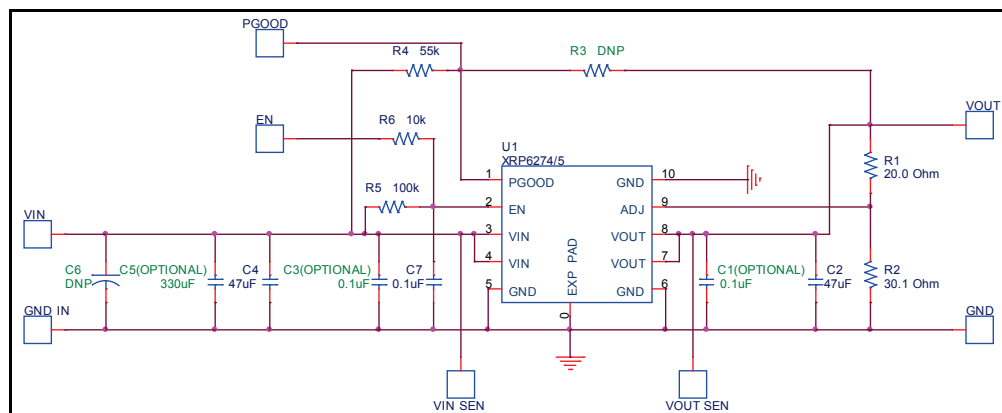 PGOOD
R4 55k
R3 DNP
EN
R6 10k
VOUT
U1
XRP6274/5
R1
20.0 Ohm
1
PGOOD
GND
10
R5 100k
2
EN
ADJ
9
VIN
3
VIN
VOUT
8
4
VIN
VOUT
7
EXP PAD
C6
DNP
C5(OPTIONAL)
330uF
C4
47uF
C3(OPTIONAL)
0.1uF
C7
0.1uF
5
GND
GND
6
0
C1(OPTIONAL)
0.1uF
C2
47uF
R2
30.1 Ohm
GND IN
GND
VIN SEN
VOUT SEN